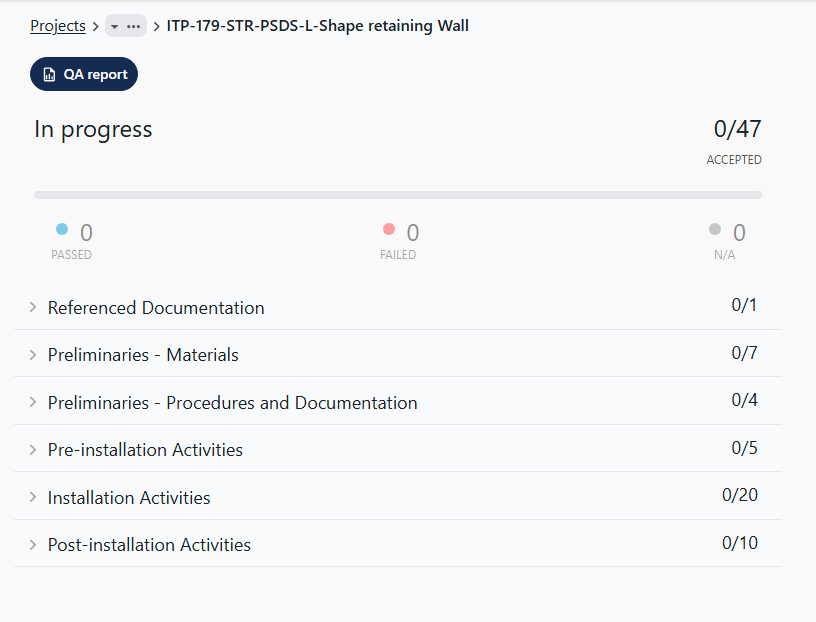 Projects > ... > ITP-179-STR-PSDS-L-Shape retaining Wall
QA report
In progress
0/47
ACCEPTED
0
PASSED
0
FAILED
0
N/A
Referenced Documentation 0/1
Preliminaries - Materials 0/7
Preliminaries - Procedures and Documentation 0/4
Pre-installation Activities 0/5
Installation Activities 0/20
Post-installation Activities 0/10